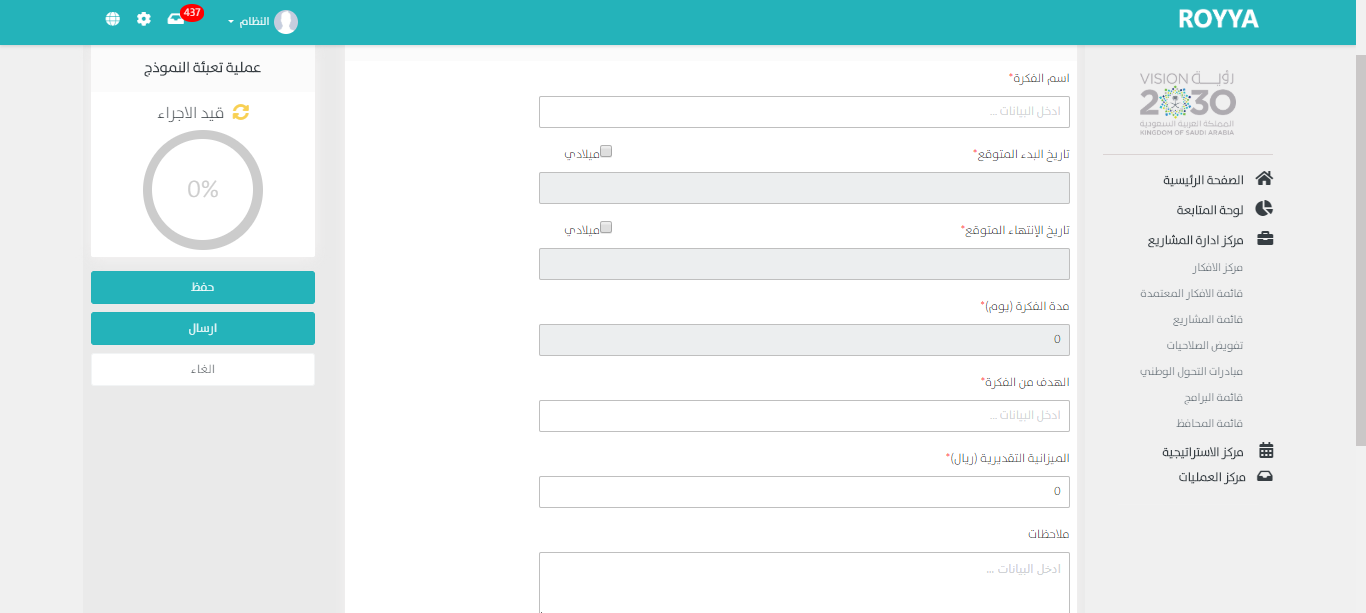 ROYYA
النظام
437
VISION رؤيــة
2030
المملكة العربية السعودية
KINGDOM OF SAUDI ARABIA
الصفحة الرئيسية
لوحة المتابعة
مركز ادارة المشاريع
مركز الافكار
قائمة الافكار المعتمدة
قائمة المشاريع
تفويض الصلاحيات
مبادرات التحول الوطني
قائمة البرامج
قائمة المحافظ
مركز الاستراتيجية
مركز العمليات
اسم الفكرة*
ادخل البيانات ...
تاريخ البدء المتوقع*
ميلادي
تاريخ الإنتهاء المتوقع*
ميلادي
مدة الفكرة (يوم)*
0
الهدف من الفكرة*
ادخل البيانات ...
الميزانية التقديرية (ريال)*
0
ملاحظات
ادخل البيانات ...
عملية تعبئة النموذج
قيد الاجراء
0%
حفظ
ارسال
الغاء